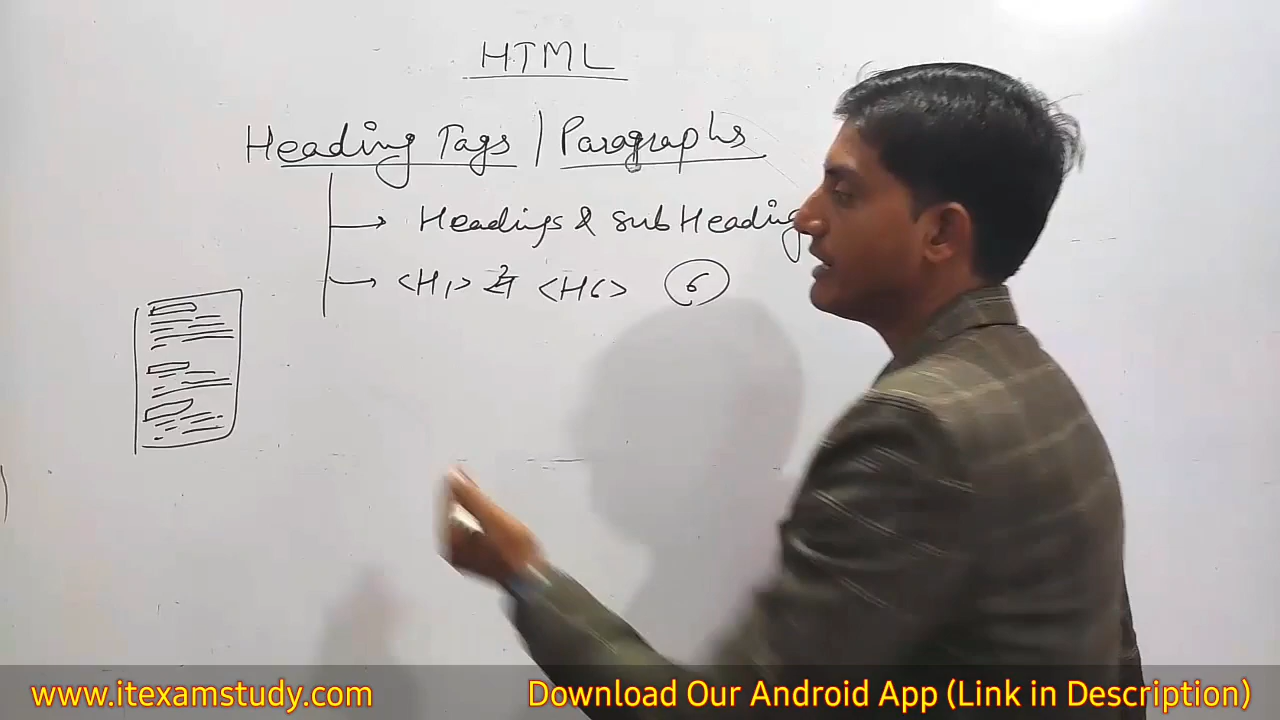 HTML
Heading Tags | Paragraphs
Headings & sub Heading
<H1> से <H6> 6
www.itexamstudy.com Download Our Android App (Link in Description)